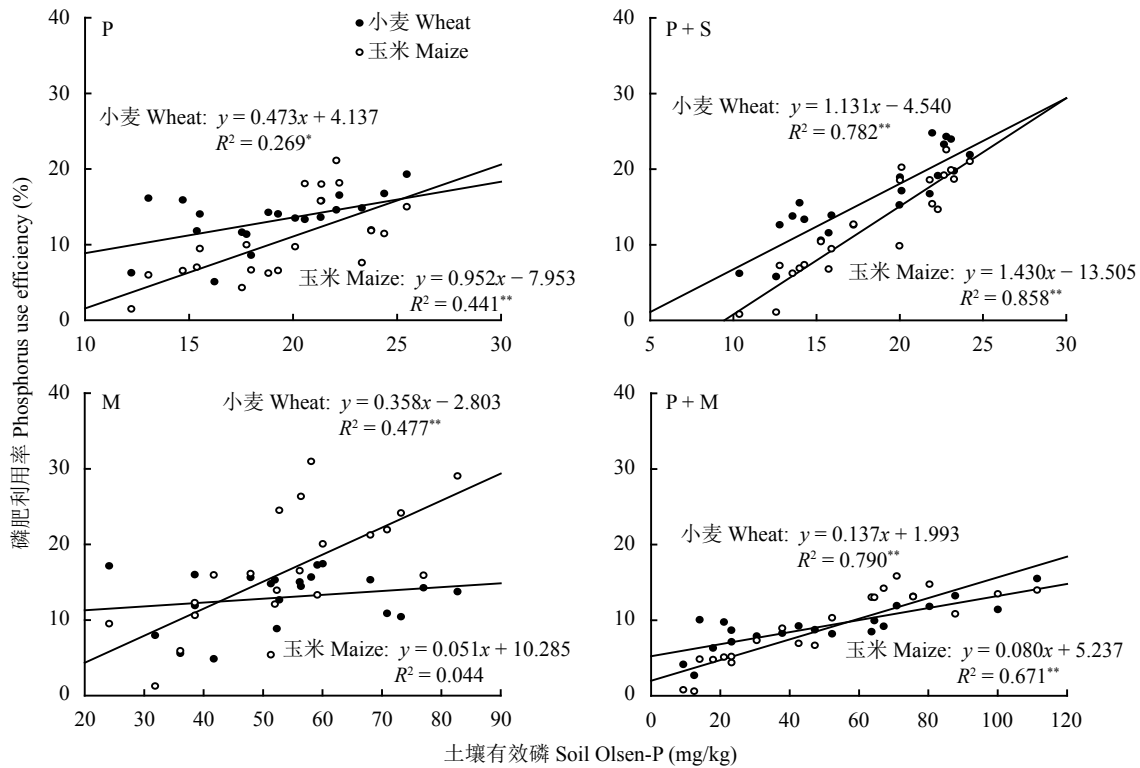 40
30
20
10
0
P
小麦 Wheat
玉米 Maize
小麦 Wheat: y = 0.473x + 4.137
R² = 0.269*
玉米 Maize: y = 0.952x − 7.953
R² = 0.441**
10 15 20 25 30
40
30
20
10
0
P + S
小麦 Wheat: y = 1.131x − 4.540
R² = 0.782**
玉米 Maize: y = 1.430x − 13.505
R² = 0.858**
5 10 15 20 25 30
40
30
20
10
0
M
小麦 Wheat: y = 0.358x − 2.803
R² = 0.477**
玉米 Maize: y = 0.051x + 10.285
R² = 0.044
20 30 40 50 60 70 80 90
40
30
20
10
0
P + M
小麦 Wheat: y = 0.137x + 1.993
R² = 0.790**
玉米 Maize: y = 0.080x + 5.237
R² = 0.671**
0 20 40 60 80 100 120
磷肥利用率 Phosphorus use efficiency (%)
土壤有效磷 Soil Olsen-P (mg/kg)